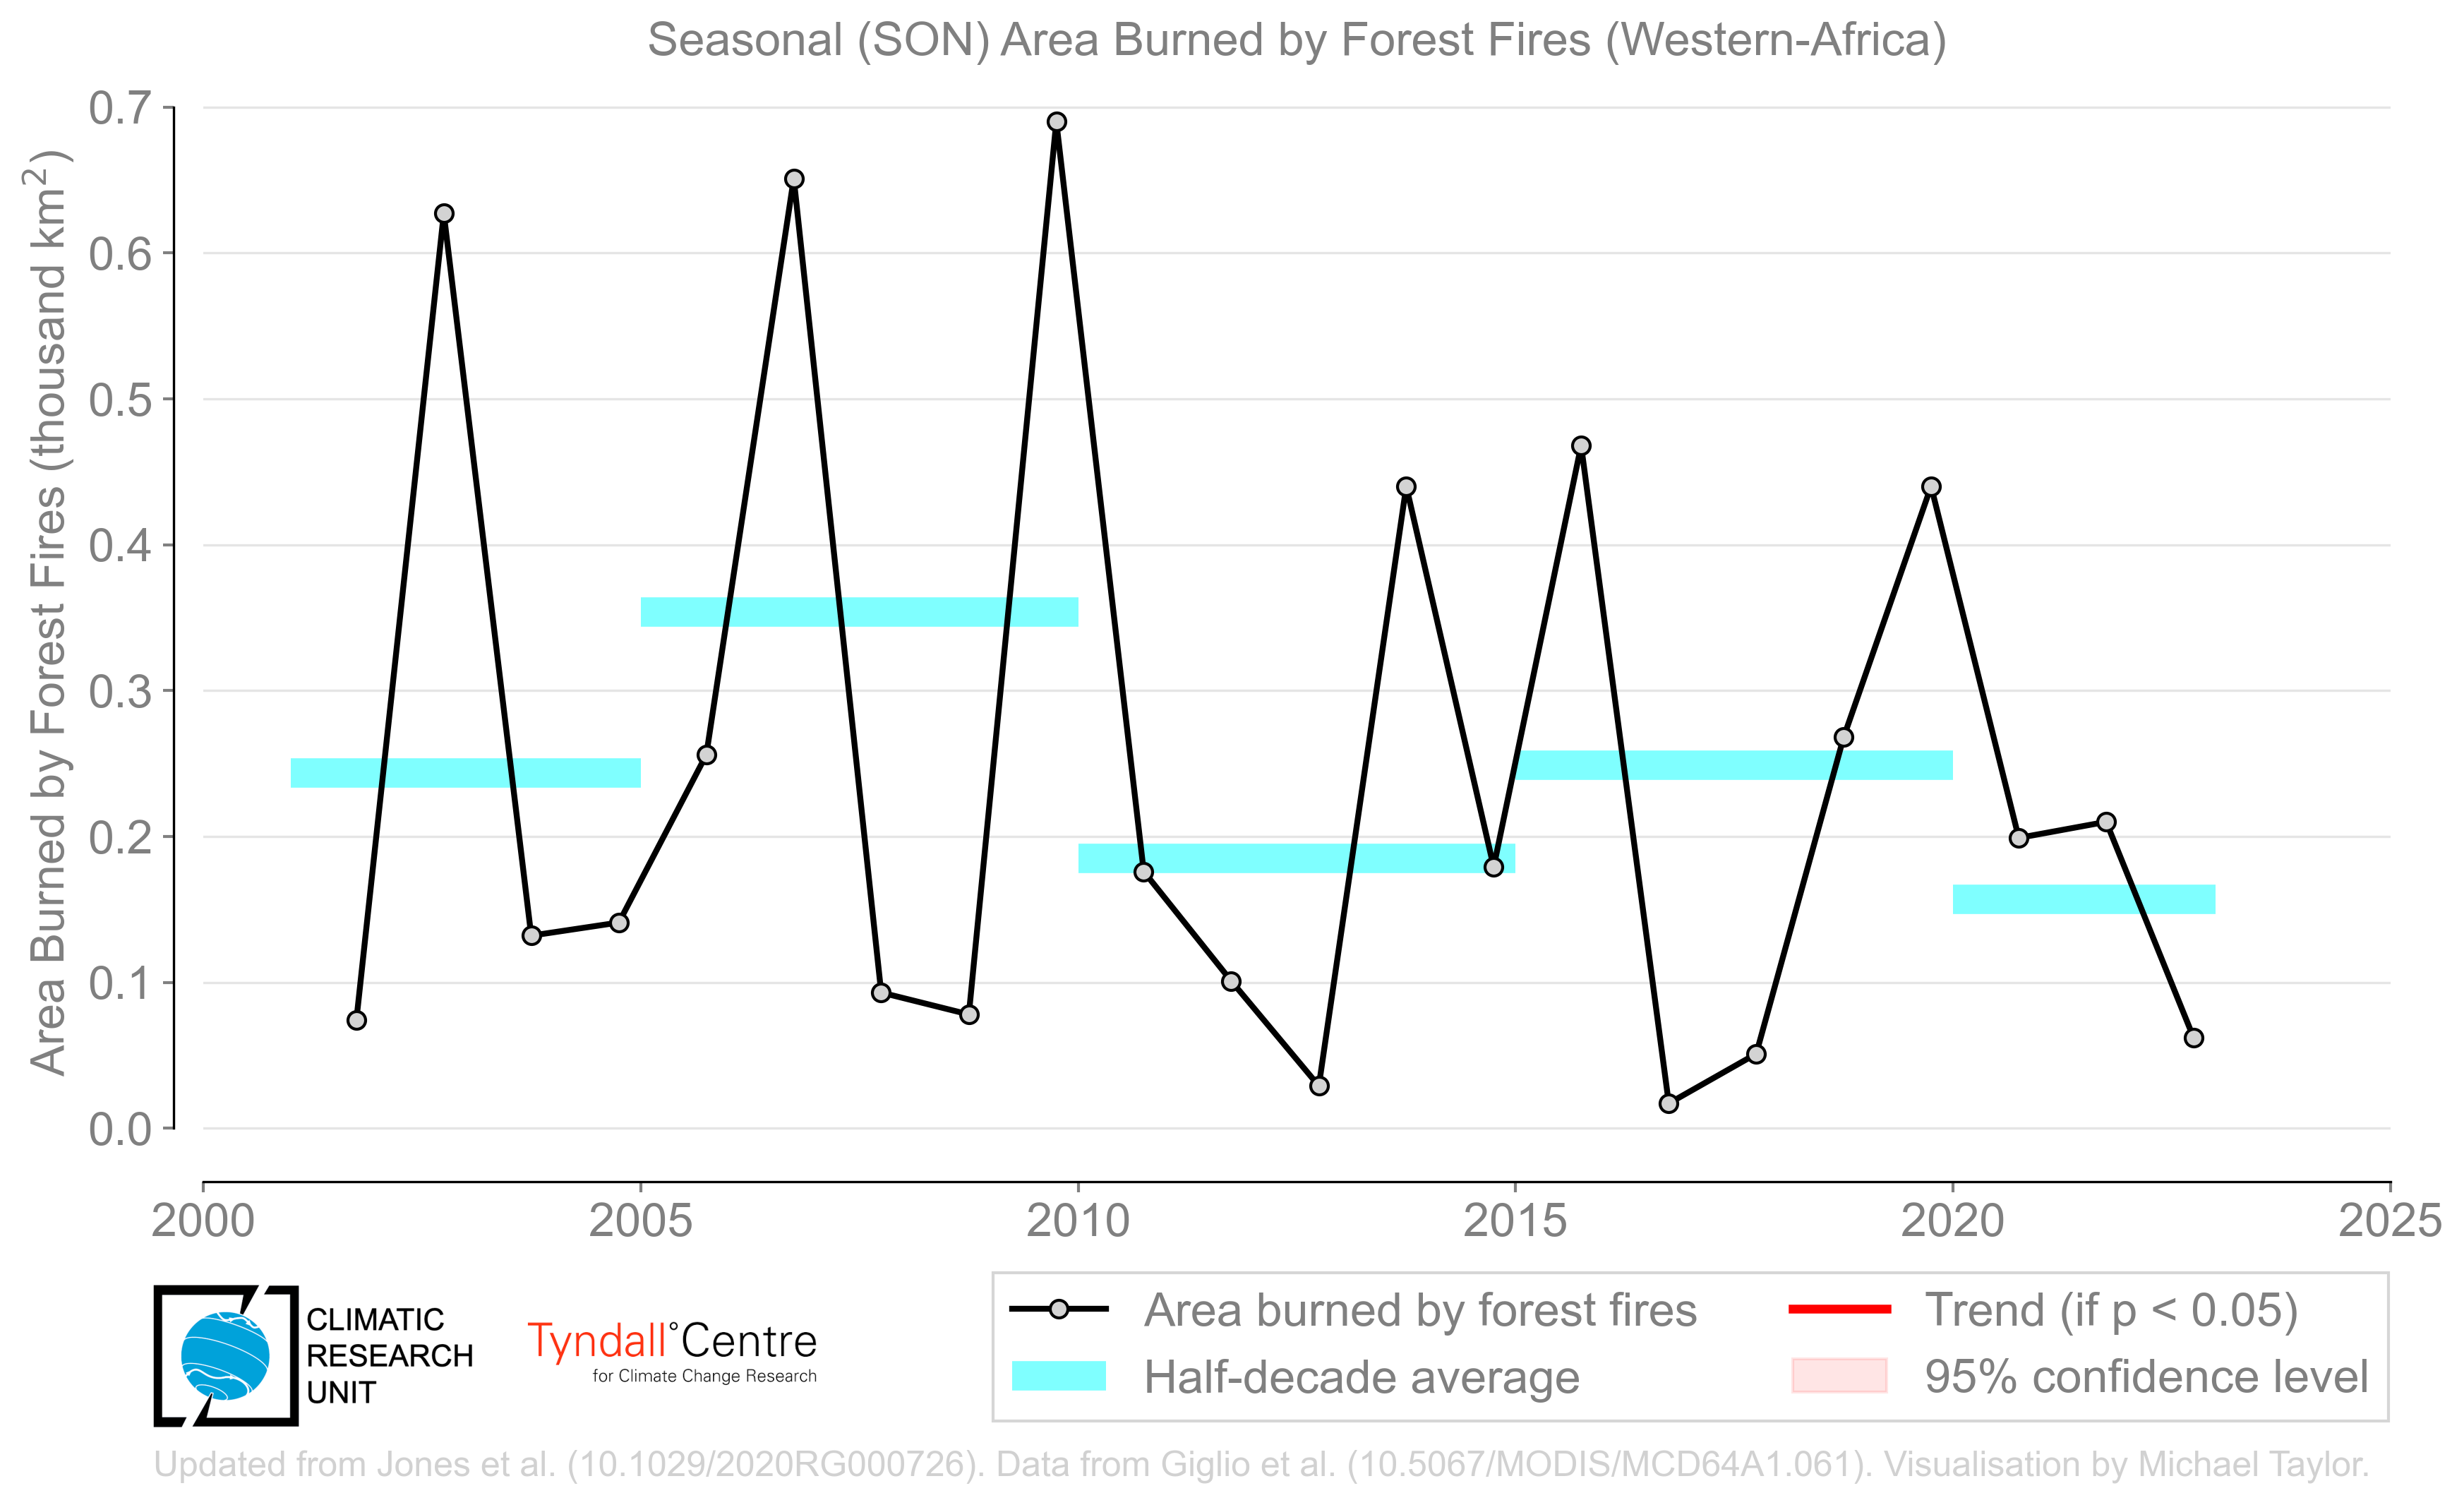 Seasonal (SON) Area Burned by Forest Fires (Western-Africa)
Area Burned by Forest Fires (thousand km²)
0.7
0.6
0.5
0.4
0.3
0.2
0.1
0.0
2000 2005 2010 2015 2020 2025
CLIMATIC
RESEARCH
UNIT
Tyndall°Centre
for Climate Change Research
Area burned by forest fires
Half-decade average
Trend (if p < 0.05)
95% confidence level
Updated from Jones et al. (10.1029/2020RG000726). Data from Giglio et al. (10.5067/MODIS/MCD64A1.061). Visualisation by Michael Taylor.